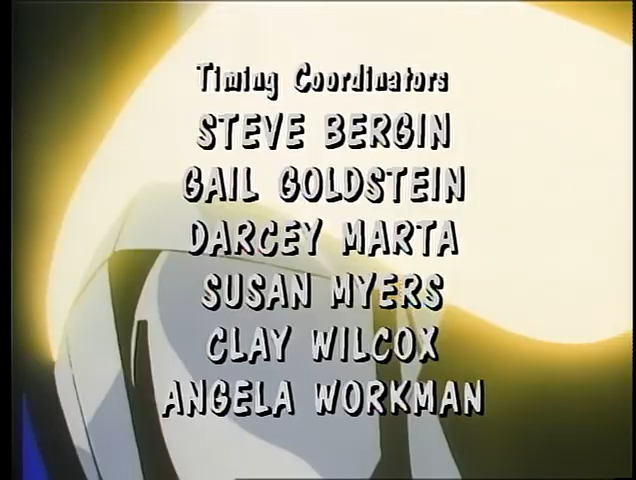 Timing Coordinators
STEVE BERGIN
GAIL GOLDSTEIN
DARCEY MARTA
SUSAN MYERS
CLAY WILCOX
ANGELA WORKMAN